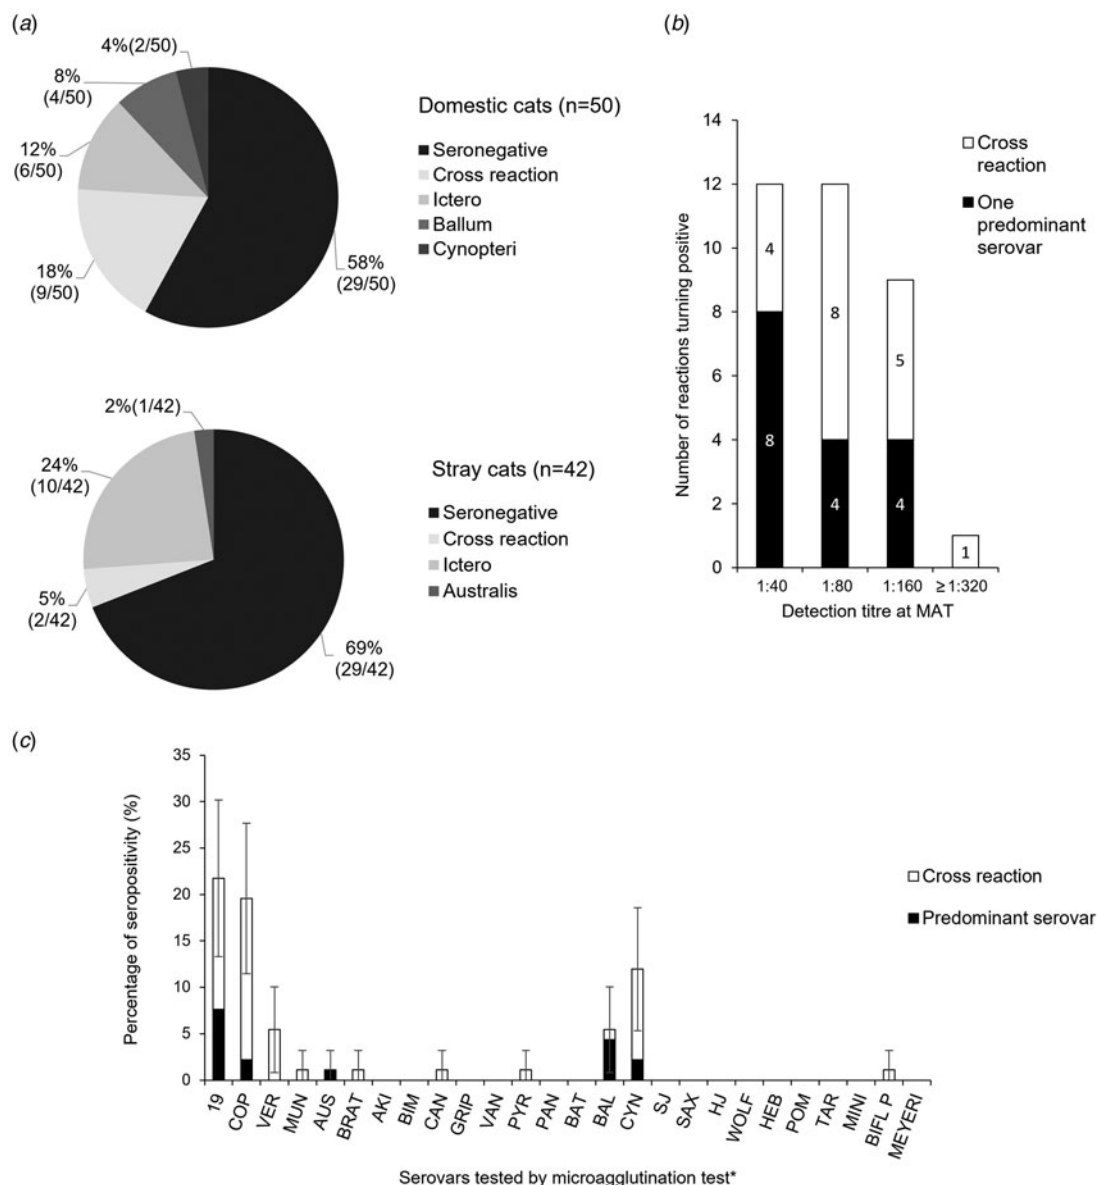 (a)
4%(2/50)
8%
(4/50)
12%
(6/50)
18%
(9/50)
58%
(29/50)
Domestic cats (n=50)
Seronegative
Cross reaction
Ictero
Ballum
Cynopteri
2%(1/42)
24%
(10/42)
5%
(2/42)
69%
(29/42)
Stray cats (n=42)
Seronegative
Cross reaction
Ictero
Australis
(b)
Number of reactions turning positive
14
12
10
8
6
4
2
0
4
8
8
4
5
4
1
1:40
1:80
1:160
≥ 1:320
Detection titre at MAT
Cross
reaction
One
predominant
serovar
(c)
Percentage of seropositivity (%)
35
30
25
20
15
10
5
0
19
COP
VER
MUN
AUS
BRAT
AKI
BIM
CAN
GRIP
VAN
PYR
PAN
BAT
BAL
CYN
SJ
SAX
HJ
WOLF
HEB
POM
TAR
MINI
BIFL P
MEYERI
Serovars tested by microagglutination test*
Cross reaction
Predominant serovar